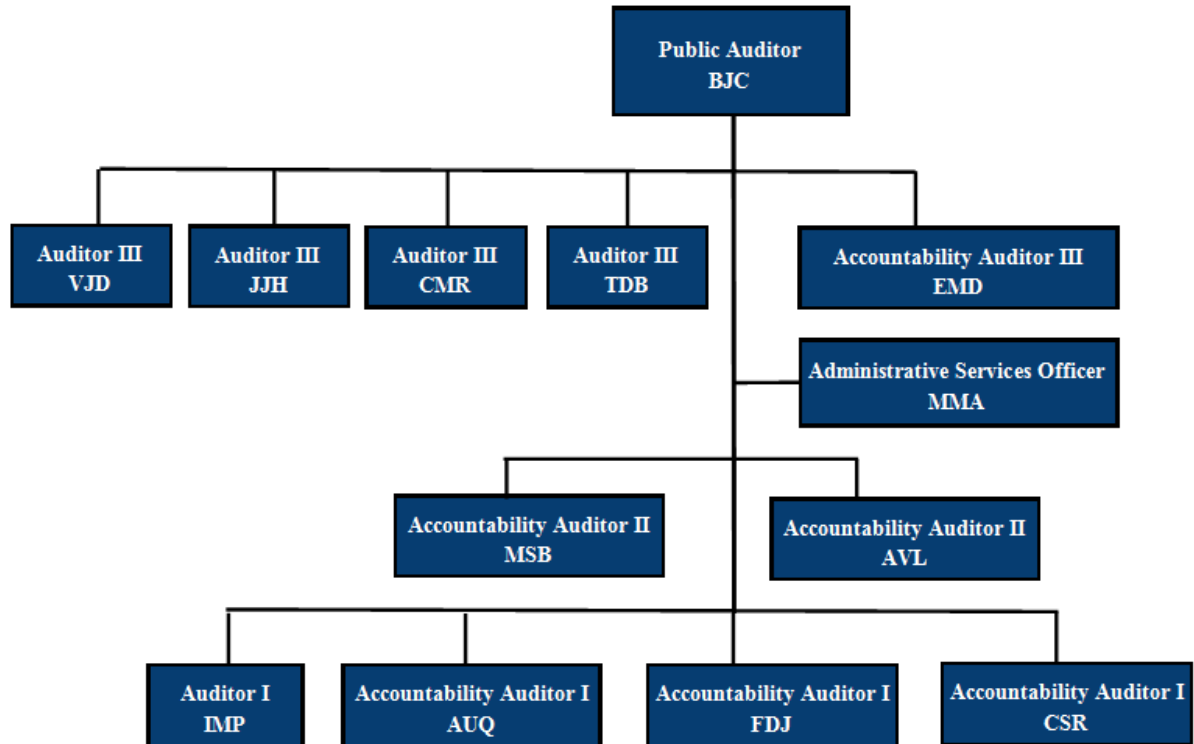 Public Auditor
BJC
Auditor III
VJD
Auditor III
JJH
Auditor III
CMR
Auditor III
TDB
Accountability Auditor III
EMD
Administrative Services Officer
MMA
Accountability Auditor II
MSB
Accountability Auditor II
AVL
Auditor I
IMP
Accountability Auditor I
AUQ
Accountability Auditor I
FDJ
Accountability Auditor I
CSR